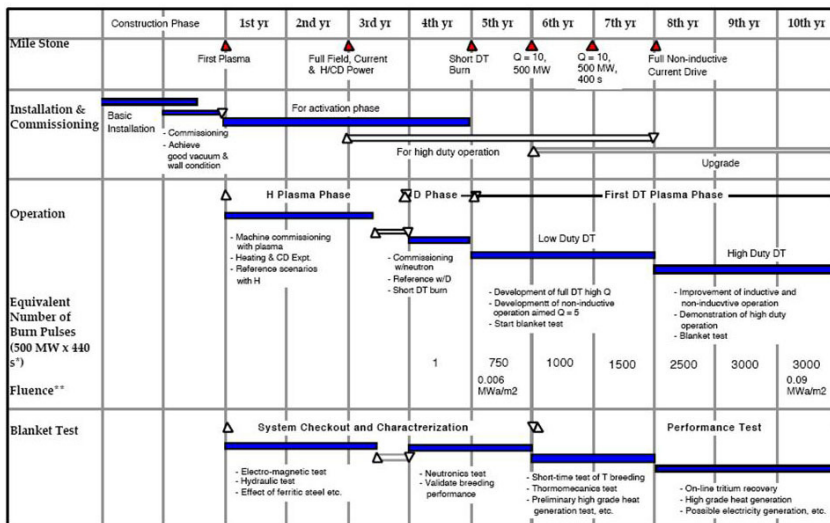 Construction Phase
1st yr
2nd yr
3rd yr
4th yr
5th yr
6th yr
7th yr
8th yr
9th yr
10th yr
Mile Stone
First Plasma
Full Field, Current
& H/CD Power
Short DT
Burn
Q = 10,
500 MW
Q = 10,
500 MW,
400 s
Full Non-inductive
Current Drive
Installation &
Commissioning
Basic
Installation
- Commissioning
- Achieve
good vacuum &
wall condition
For activation phase
For high duty operation
Upgrade
Operation
H Plasma Phase
D Phase
First DT Plasma Phase
- Machine commissioning
with plasma
- Heating & CD Expt.
- Reference scenarios
with H
- Commissioning
w/neutron
- Reference w/D
- Short DT burn
Low Duty DT
- Development of full DT high Q
- Developmentt of non-inductive
operation aimed Q = 5
- Start blanket test
High Duty DT
- Improvement of inductive and
non-inducvtive operation
- Demonstration of high duty
operation
- Blanket test
Equivalent
Number of
Burn Pulses
(500 MW x 440
s*)
1
750
1000
1500
2500
3000
3000
Fluence**
0.006
MWa/m2
0.09
MWa/m2
Blanket Test
System Checkout and Charactrerization
Performance Test
- Electro-magnetic test
- Hydraulic test
- Effect of ferritic steel etc.
- Neutronics test
- Validate breeding
performance
- Short-time test of T breeding
- Thormomecanics test
- Preliminary high grade heat
generation test, etc.
- On-line tritium recovery
- High grade heat generation
- Possible electricity generation, etc.